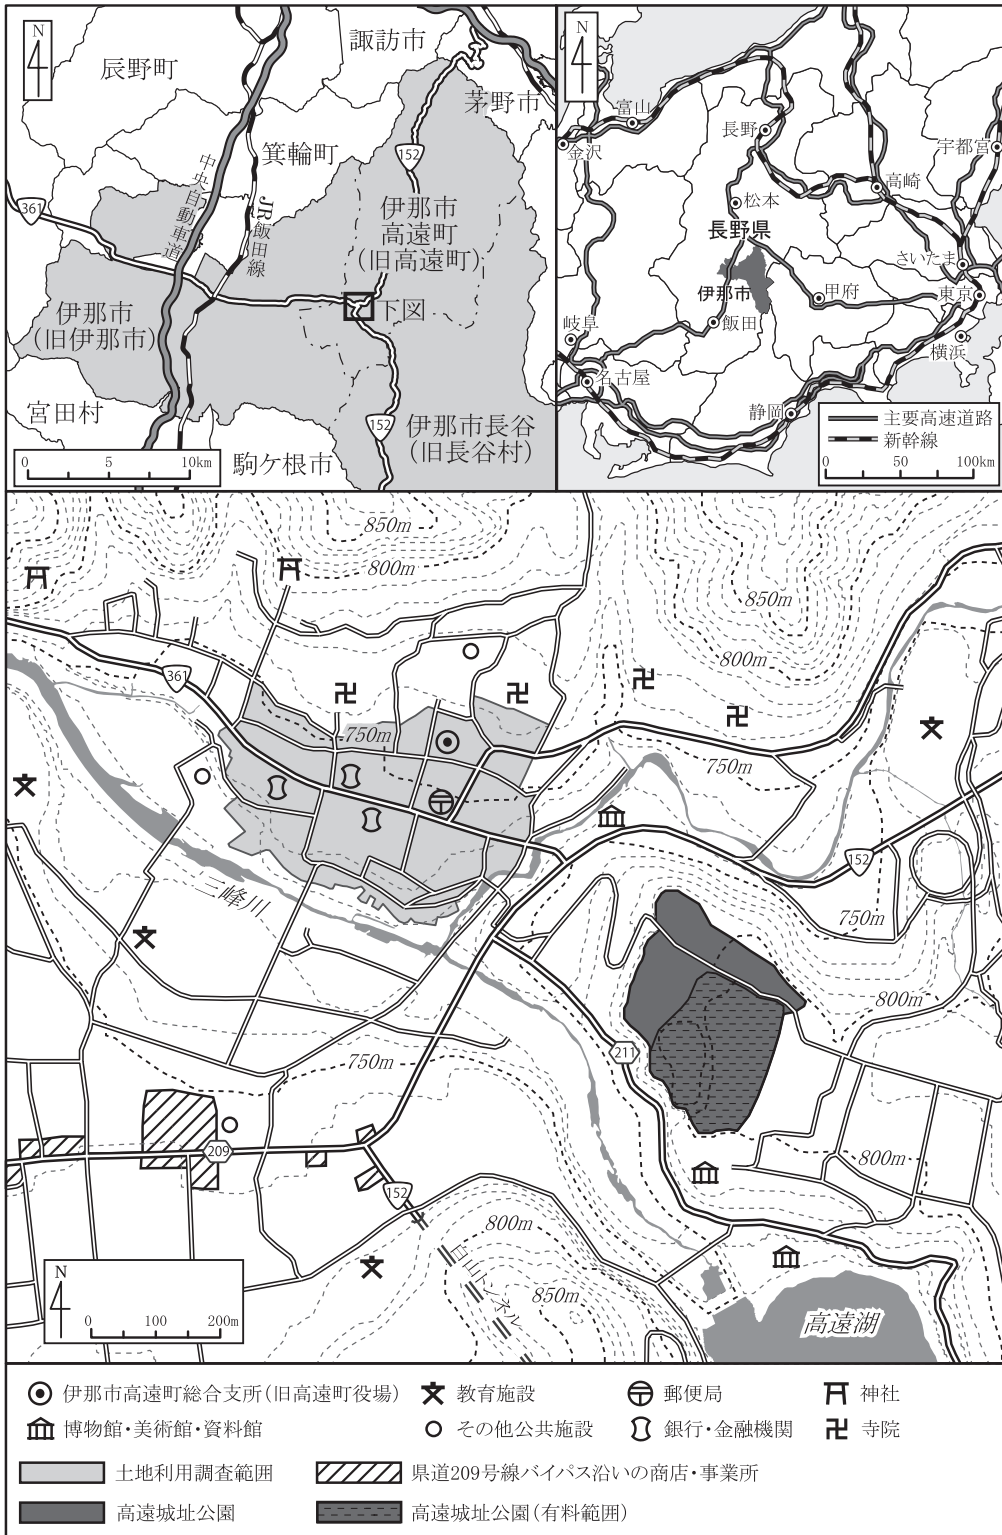 N
諏訪市
辰野町
茅野市
箕輪町
152
中央自動車道
JR飯田線
361
伊那市
高遠町
(旧高遠町)
下図
伊那市
(旧伊那市)
宮田村
152
伊那市長谷
(旧長谷村)
駒ケ根市
0 5 10km
N
富山
金沢
長野
宇都宮
高崎
松本
長野県
さいたま
伊那市
甲府
東京
岐阜
飯田
横浜
名古屋
静岡
主要高速道路
新幹線
0 50 100km
850m
800m
850m
800m
361
750m
750m
152
三峰川
750m
800m
750m
211
209
800m
152
800m
850m
白山トンネル
高遠湖
N
0 100 200m
伊那市高遠町総合支所(旧高遠町役場)
教育施設
郵便局
神社
博物館・美術館・資料館
その他公共施設
銀行・金融機関
寺院
土地利用調査範囲
県道209号線バイパス沿いの商店・事業所
高遠城址公園
高遠城址公園(有料範囲)